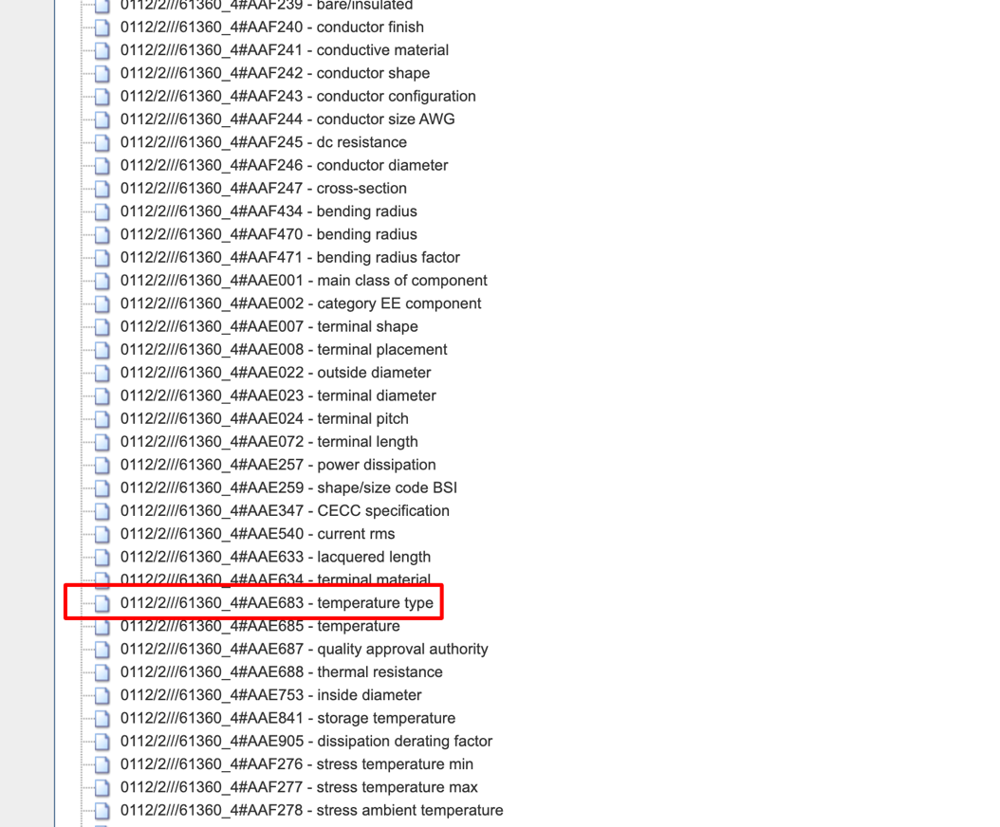 0112/2///61360_4#AAF239 - bare/insulated
0112/2///61360_4#AAF240 - conductor finish
0112/2///61360_4#AAF241 - conductive material
0112/2///61360_4#AAF242 - conductor shape
0112/2///61360_4#AAF243 - conductor configuration
0112/2///61360_4#AAF244 - conductor size AWG
0112/2///61360_4#AAF245 - dc resistance
0112/2///61360_4#AAF246 - conductor diameter
0112/2///61360_4#AAF247 - cross-section
0112/2///61360_4#AAF434 - bending radius
0112/2///61360_4#AAF470 - bending radius
0112/2///61360_4#AAF471 - bending radius factor
0112/2///61360_4#AAE001 - main class of component
0112/2///61360_4#AAE002 - category EE component
0112/2///61360_4#AAE007 - terminal shape
0112/2///61360_4#AAE008 - terminal placement
0112/2///61360_4#AAE022 - outside diameter
0112/2///61360_4#AAE023 - terminal diameter
0112/2///61360_4#AAE024 - terminal pitch
0112/2///61360_4#AAE072 - terminal length
0112/2///61360_4#AAE257 - power dissipation
0112/2///61360_4#AAE259 - shape/size code BSI
0112/2///61360_4#AAE347 - CECC specification
0112/2///61360_4#AAE540 - current rms
0112/2///61360_4#AAE633 - lacquered length
0112/2///61360_4#AAE634 - terminal material
0112/2///61360_4#AAE683 - temperature type
0112/2///61360_4#AAE685 - temperature
0112/2///61360_4#AAE687 - quality approval authority
0112/2///61360_4#AAE688 - thermal resistance
0112/2///61360_4#AAE753 - inside diameter
0112/2///61360_4#AAE841 - storage temperature
0112/2///61360_4#AAE905 - dissipation derating factor
0112/2///61360_4#AAF276 - stress temperature min
0112/2///61360_4#AAF277 - stress temperature max
0112/2///61360_4#AAF278 - stress ambient temperature